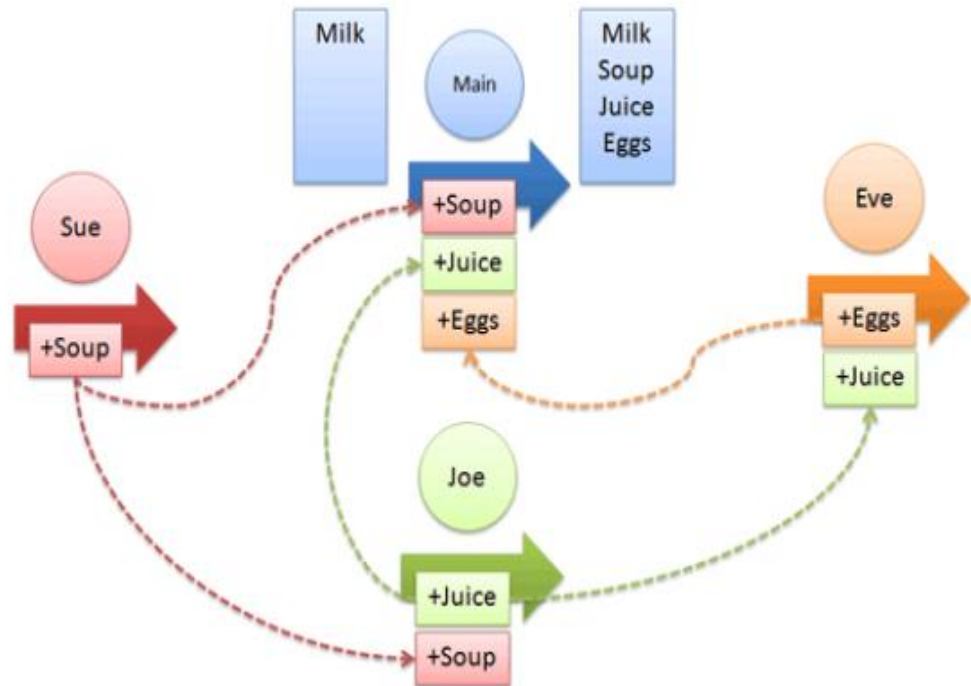 Milk
Main
Milk
Soup
Juice
Eggs
Sue
+Soup
+Soup
+Juice
+Eggs
Eve
+Eggs
+Juice
Joe
+Juice
+Soup